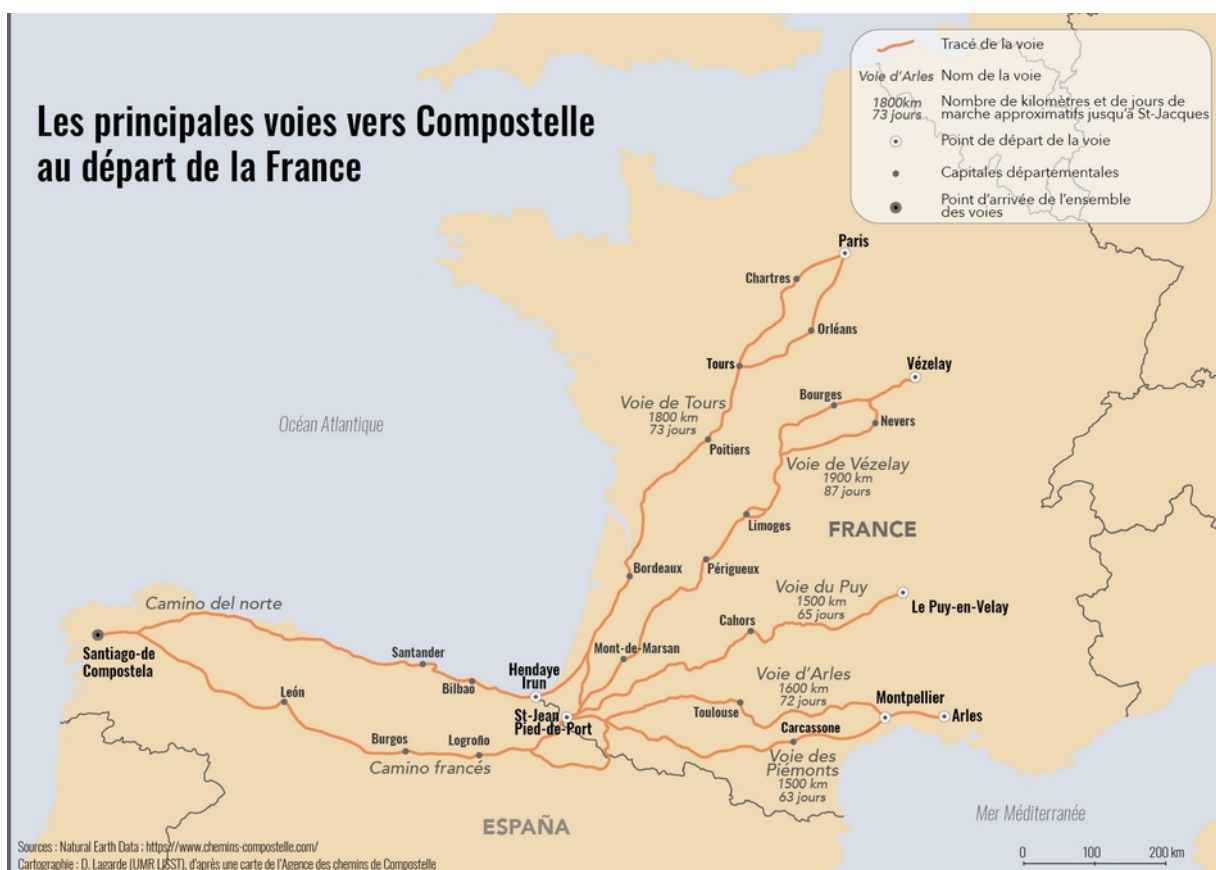 Les principales voies vers Compostelle
au départ de la France
Tracé de la voie
Voie d'Arles
Nom de la voie
1800km
73 jours
Nombre de kilomètres et de jours de
marche approximatifs jusqu'à St-Jacques
Point de départ de la voie
Capitales départementales
Point d'arrivée de l'ensemble
des voies
Paris
Chartres
Orléans
Tours
Vézelay
Bourges
Nevers
Voie de Tours
1800 km
73 jours
Océan Atlantique
Poitiers
Voie de Vézelay
1900 km
87 jours
Limoges
FRANCE
Bordeaux
Périgueux
Voie du Puy
1500 km
65 jours
Le Puy-en-Velay
Camino del norte
Cahors
Santiago-de
Compostela
Santander
Bilbao
Mont-de-Marsan
Hendaye
Irun
Voie d'Arles
1600 km
72 jours
León
St-Jean
Pied-de-Port
Toulouse
Montpellier
Arles
Burgos
Logroño
Carcassone
Camino francés
Voie des
Piémonts
1500 km
63 jours
ESPAÑA
Mer Méditerranée
Sources : Natural Earth Data ; https://www.chemins-compostelle.com/
Cartographie : D. Lagarde (UMR LISST), d'après une carte de l'Agence des chemins de Compostelle
0 100 200 km